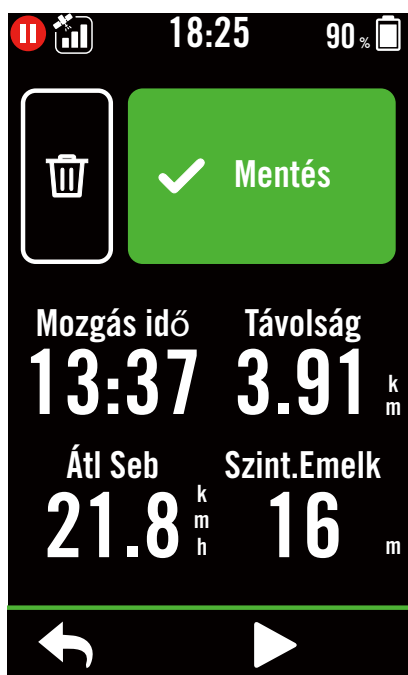 18:25 90 %
Mentés
Mozgás idő Távolság
13:37 3.91 km
Átl Seb Szint.Emelk
21.8 kmh 16 m